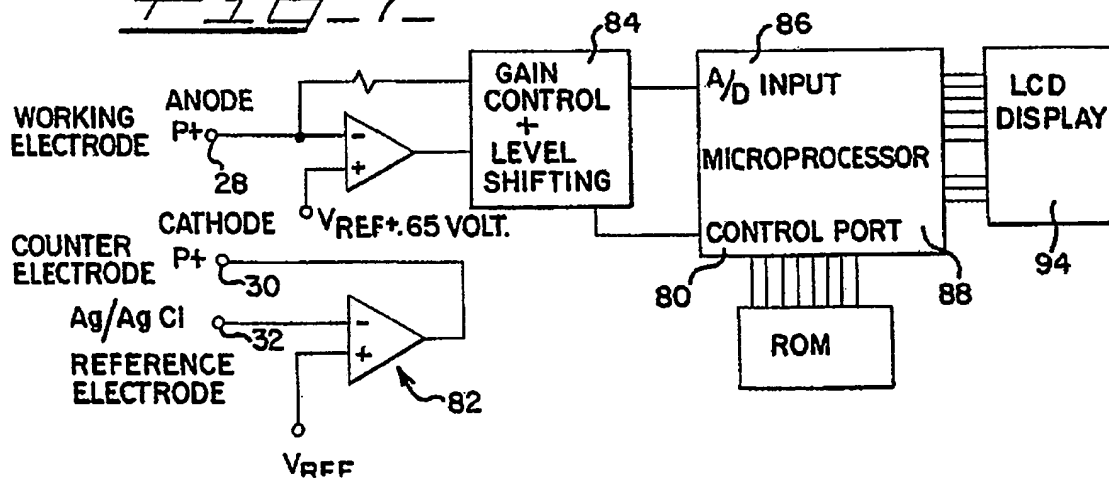 84
86
GAIN
CONTROL
+
LEVEL
SHIFTING
A/D INPUT
MICROPROCESSOR
CONTROL PORT
LCD
DISPLAY
WORKING
ELECTRODE
ANODE
P+
28
-
+
VREF+.65 VOLT.
CATHODE
COUNTER
ELECTRODE
P+
30
Ag/Ag Cl
32
REFERENCE
ELECTRODE
-
+
82
VREF
80
88
94
ROM